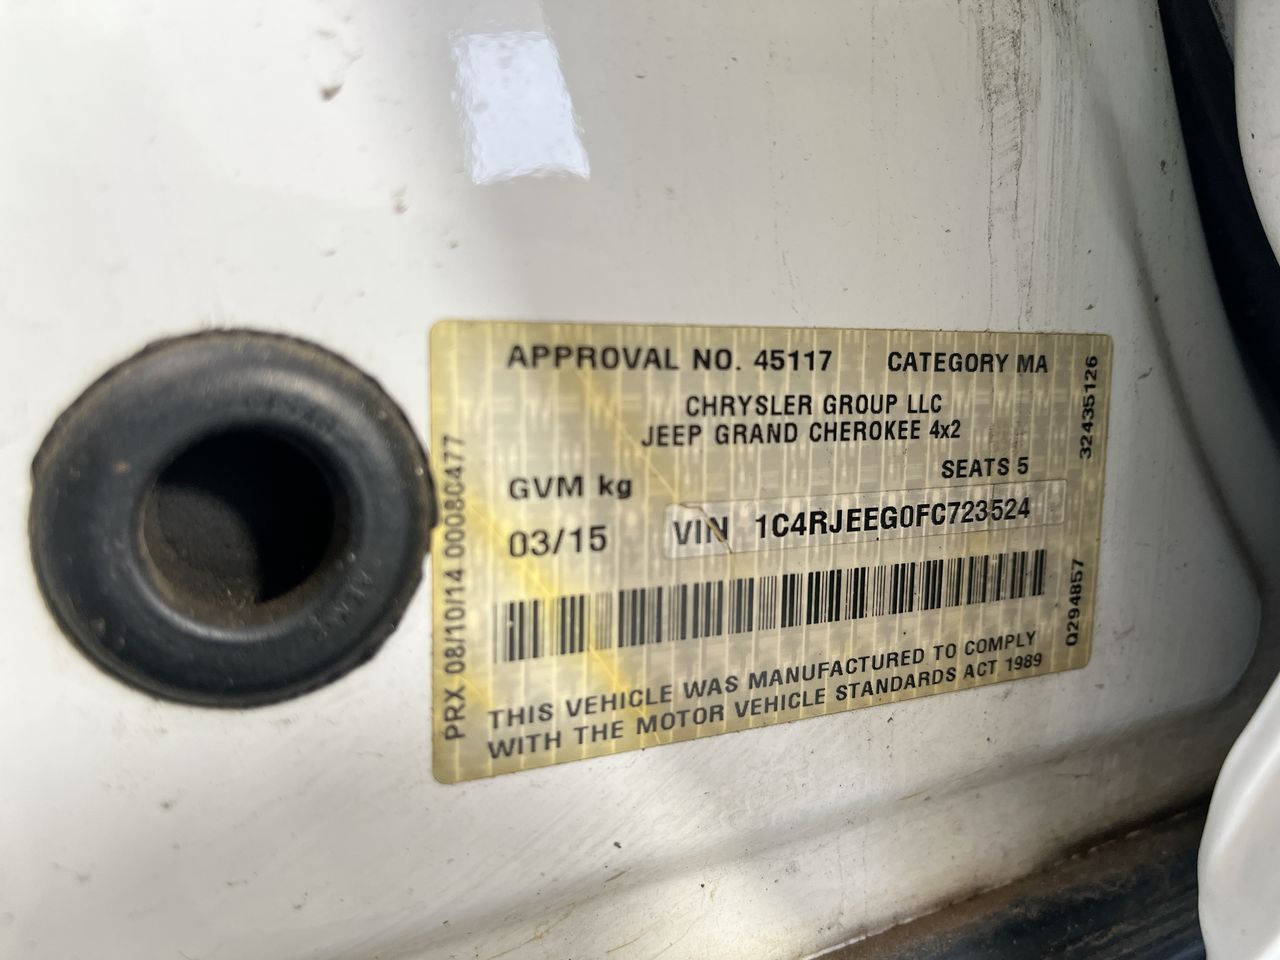 APPROVAL NO. 45117 CATEGORY MA
CHRYSLER GROUP LLC
JEEP GRAND CHEROKEE 4x2
SEATS 5
GVM kg
03/15 VIN 1C4RJEEG0FC723524
THIS VEHICLE WAS MANUFACTURED TO COMPLY
WITH THE MOTOR VEHICLE STANDARDS ACT 1989
PRX 08/10/14 00080477
32435126
Q294857